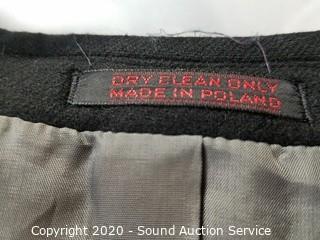 DRY CLEAN ONLY
MADE IN POLAND
Copyright 2020 - Sound Auction Service